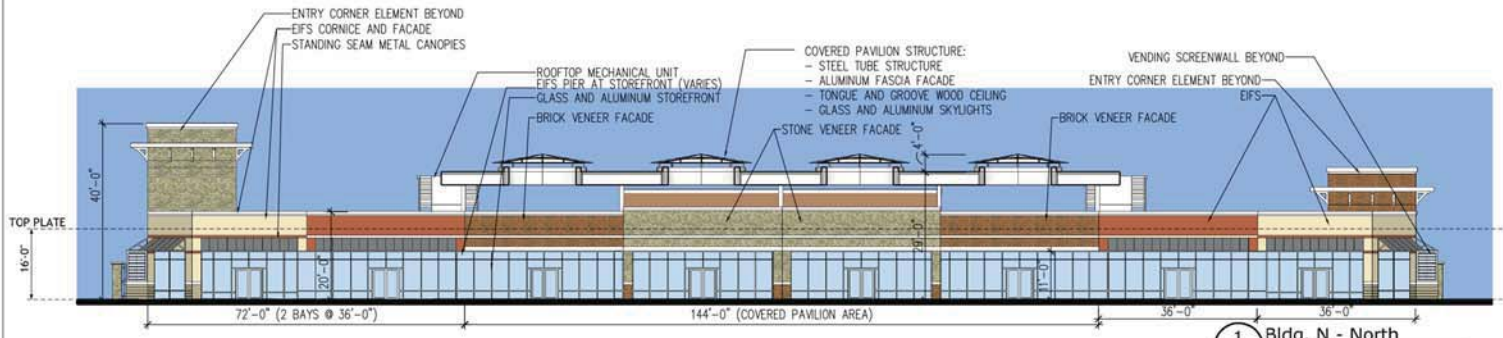 ENTRY CORNER ELEMENT BEYOND
EIFS CORNICE AND FACADE
STANDING SEAM METAL CANOPIES
ROOFTOP MECHANICAL UNIT
EIFS PIER AT STOREFRONT (VARIES)
GLASS AND ALUMINUM STOREFRONT
BRICK VENEER FACADE
COVERED PAVILION STRUCTURE:
- STEEL TUBE STRUCTURE
- ALUMINUM FASCIA FACADE
- TONGUE AND GROOVE WOOD CEILING
- GLASS AND ALUMINUM SKYLIGHTS
STONE VENEER FACADE
VENDING SCREENWALL BEYOND
ENTRY CORNER ELEMENT BEYOND
EIFS
BRICK VENEER FACADE
4'-0"
40'-0"
TOP PLATE
16'-0"
20'-0"
29'-0"
11'-0"
72'-0" (2 BAYS @ 36'-0")
144'-0" (COVERED PAVILION AREA)
36'-0"
36'-0"
1
Bldg. N - North